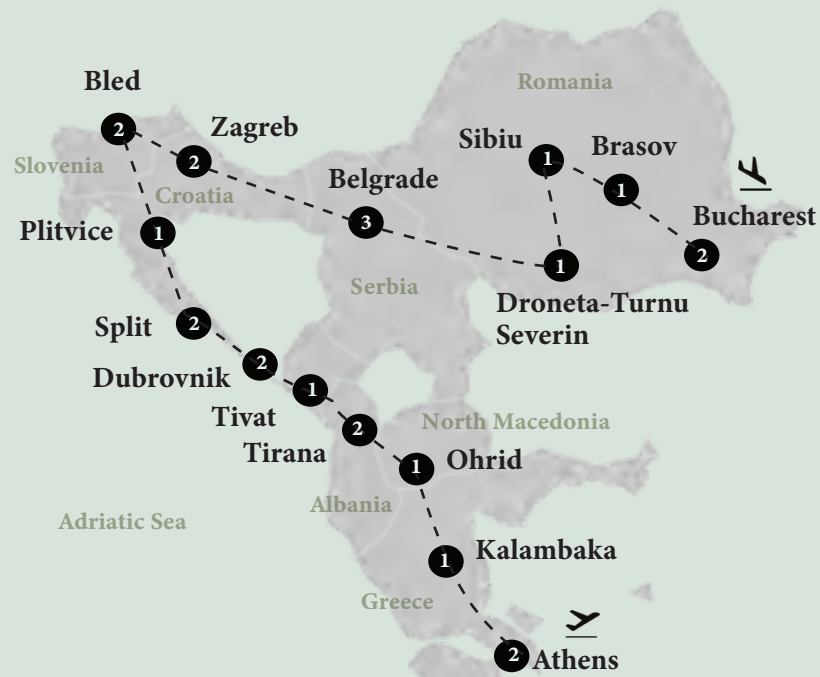 Romania
Bled
2
Zagreb
2
Sibiu
1
Brasov
1
Slovenia
Croatia
Belgrade
3
Bucharest
2
Plitvice
1
1
Droneta-Turnu
Severin
Serbia
Split
2
Dubrovnik
2
Tivat
1
Tirana
2
North Macedonia
Ohrid
1
Albania
Adriatic Sea
Kalambaka
1
Greece
Athens
2